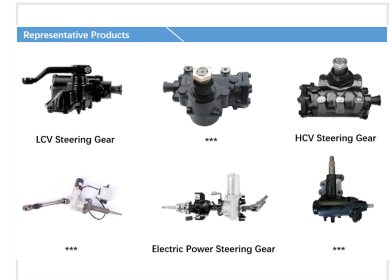 Representative Products
LCV Steering Gear
***
HCV Steering Gear
***
Electric Power Steering Gear
***